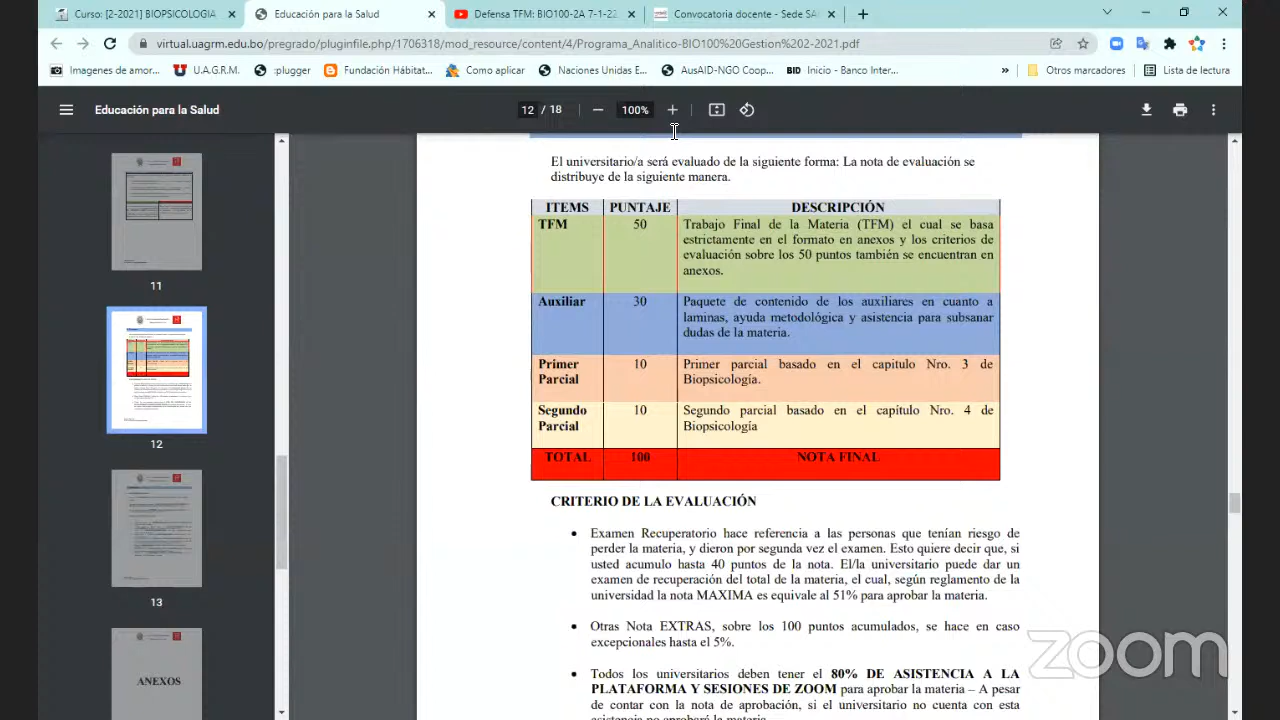 Curso: [2-2021] BIOPSICOLOGIA
Educación para la Salud
Defensa TFM: BIO100-2A 7-1-22
Convocatoria docente - Sede SA
virtual.uagrm.edu.bo/pregrado/pluginfile.php/1706318/mod_resource/content/4/Programa_Analitico-BIO100%20Gestion%202-2021.pdf
Imagenes de amor...
U.A.G.R.M.
:plugger
Fundación Hábitat...
Como aplicar
Naciones Unidas E...
AusAID-NGO Coop...
BID Inicio - Banco Inter...
»
Otros marcadores
Lista de lectura
Educación para la Salud
12 / 18
100%
11
12
13
ANEXOS
El universitario/a será evaluado de la siguiente forma: La nota de evaluación se
distribuye de la siguiente manera.
ITEMS PUNTAJE DESCRIPCIÓN
TFM 50 Trabajo Final de la Materia (TFM) el cual se basa
estrictamente en el formato en anexos y los criterios de
evaluación sobre los 50 puntos también se encuentran en
anexos.
Auxiliar 30 Paquete de contenido de los auxiliares en cuanto a
laminas, ayuda metodológica y asistencia para subsanar
dudas de la materia.
Primer 10 Primer parcial basado en el capitulo Nro. 3 de
Parcial Biopsicología.
Segundo 10 Segundo parcial basado en el capítulo Nro. 4 de
Parcial Biopsicología
TOTAL 100 NOTA FINAL
CRITERIO DE LA EVALUACIÓN
• Examen Recuperatorio hace referencia a las personas que tenían riesgo de
perder la materia, y dieron por segunda vez el examen. Esto quiere decir que, si
usted acumulo hasta 40 puntos de la nota. El/la universitario puede dar un
examen de recuperación del total de la materia, el cual, según reglamento de la
universidad la nota MAXIMA es equivale al 51% para aprobar la materia.
• Otras Nota EXTRAS, sobre los 100 puntos acumulados, se hace en caso
excepcionales hasta el 5%.
• Todos los universitarios deben tener el 80% DE ASISTENCIA A LA
PLATAFORMA Y SESIONES DE ZOOM para aprobar la materia – A pesar
de contar con la nota de aprobación, si el universitario no cuenta con esta
asistencia no aprobará la materia
zoom